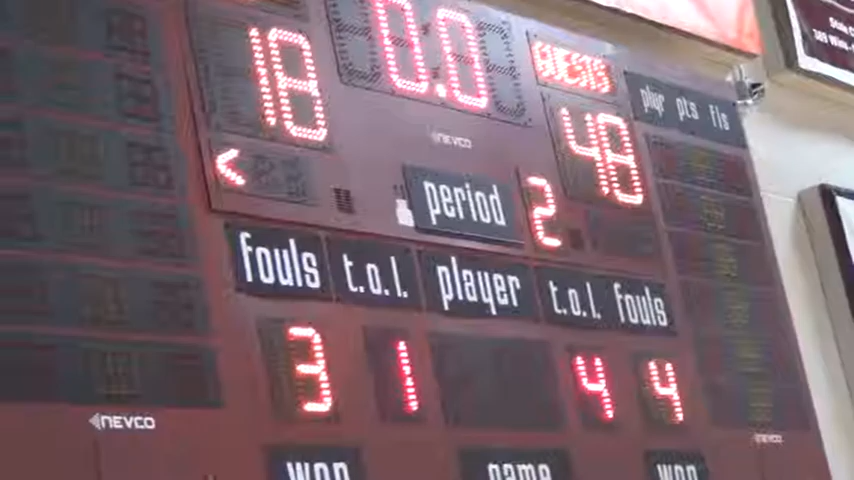 18 0.0 GUESTS
48
NEVCO
plyr pts fls
<
period 2
fouls t.o.l. player t.o.l. fouls
3 1 4 4
NEVCO
NEVCO
won game won